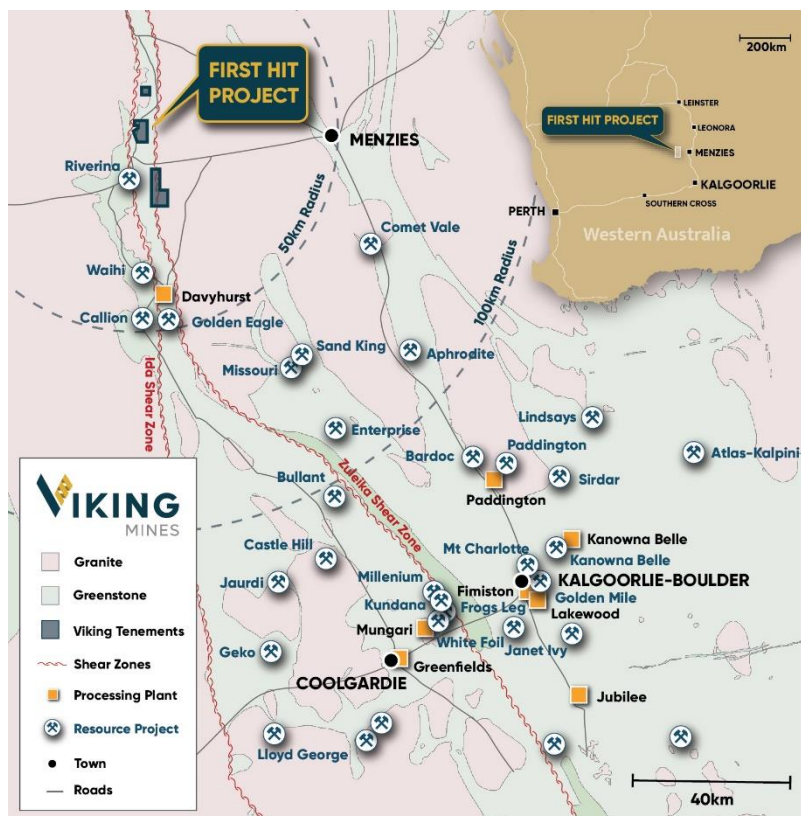 200km
LEINSTER
LEONORA
FIRST HIT PROJECT
MENZIES
KALGOORLIE
SOUTHERN CROSS
PERTH
Western Australia
FIRST HIT
PROJECT
MENZIES
Riverina
50km Radius
Comet Vale
100km Radius
Waihi
Davyhurst
Callion
Golden Eagle
Ida Shear Zone
Sand King
Aphrodite
Missouri
Lindsays
Enterprise
Bardoc
Paddington
Atlas-Kalpini
Sirdar
Paddington
Bullant
Zuleika Shear Zone
Kanowna Belle
Castle Hill
Mt Charlotte
Kanowna Belle
Jaurdi
Millenium
Fimiston
KALGOORLIE-BOULDER
Kundana
Frogs Leg
Golden Mile
Lakewood
Mungari
White Foil
Janet Ivy
Geko
Greenfields
COOLGARDIE
Jubilee
Lloyd George
40km
VIKING
MINES
Granite
Greenstone
Viking Tenements
Shear Zones
Processing Plant
Resource Project
Town
Roads